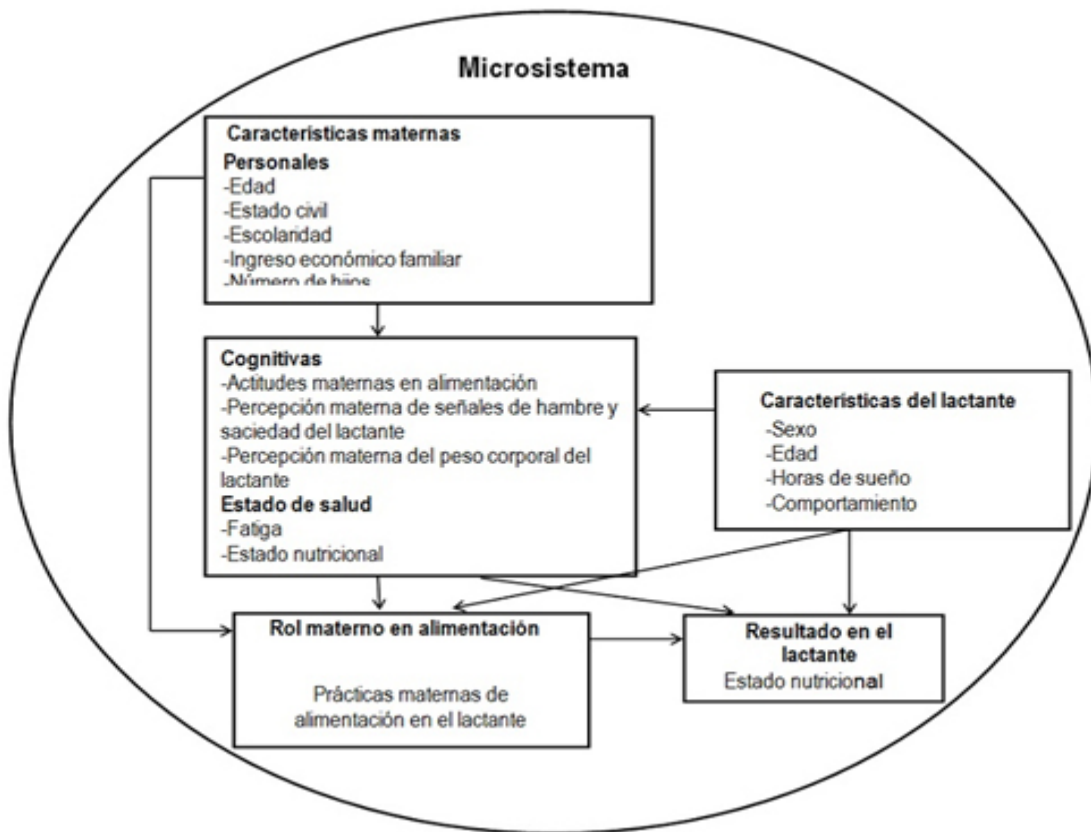 Microsistema
Características maternas
Personales
-Edad
-Estado civil
-Escolaridad
-Ingreso económico familiar
-Número de hijos
Cognitivas
-Actitudes maternas en alimentación
-Percepción materna de señales de hambre y
saciedad del lactante
-Percepción materna del peso corporal del
lactante
Estado de salud
-Fatiga
-Estado nutricional
Características del lactante
-Sexo
-Edad
-Horas de sueño
-Comportamiento
Rol materno en alimentación
Prácticas maternas de
alimentación en el lactante
Resultado en el
lactante
Estado nutricional